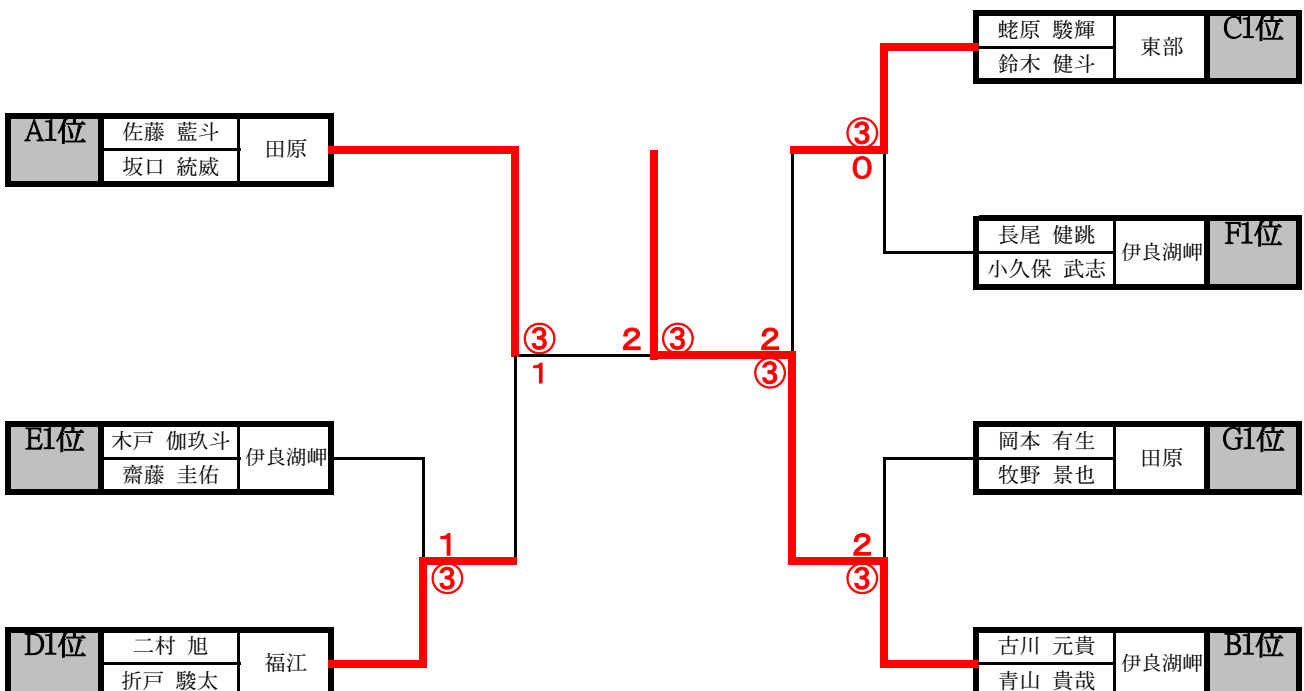 C1位
蛯原 駿輝
鈴木 健斗
東部
A1位
佐藤 藍斗
坂口 統威
田原
③
0
F1位
長尾 健跳
小久保 武志
伊良湖岬
③
1
2
③
2
③
E1位
木戸 伽玖斗
齋藤 圭佑
伊良湖岬
G1位
岡本 有生
牧野 景也
田原
1
③
2
③
D1位
二村 旭
折戸 駿太
福江
B1位
古川 元貴
青山 貴哉
伊良湖岬